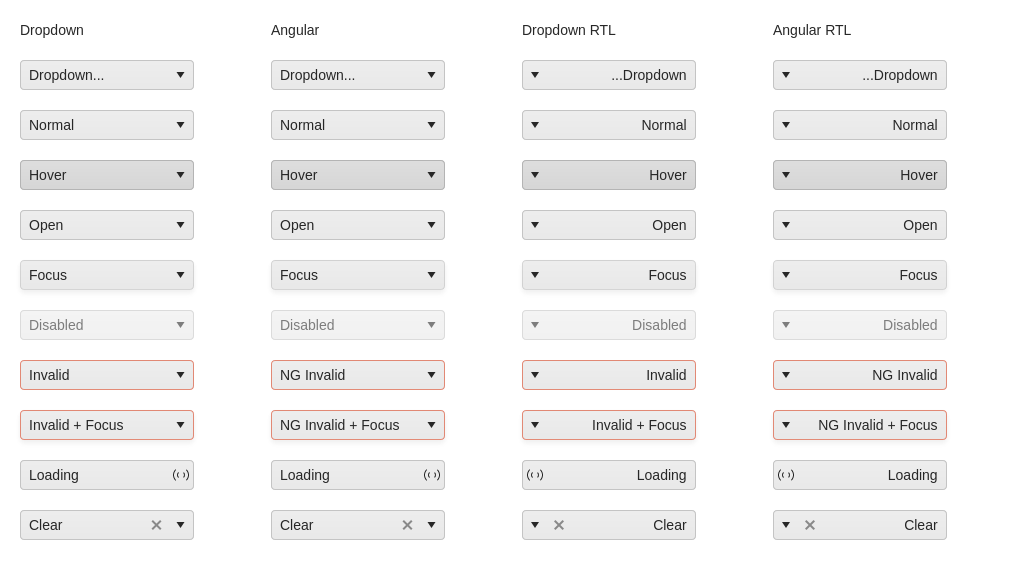 Dropdown Angular Dropdown RTL Angular RTL
Dropdown... Dropdown... ...Dropdown ...Dropdown
Normal Normal Normal Normal
Hover Hover Hover Hover
Open Open Open Open
Focus Focus Focus Focus
Disabled Disabled Disabled Disabled
Invalid NG Invalid Invalid NG Invalid
Invalid + Focus NG Invalid + Focus Invalid + Focus NG Invalid + Focus
Loading Loading Loading Loading
Clear Clear Clear Clear